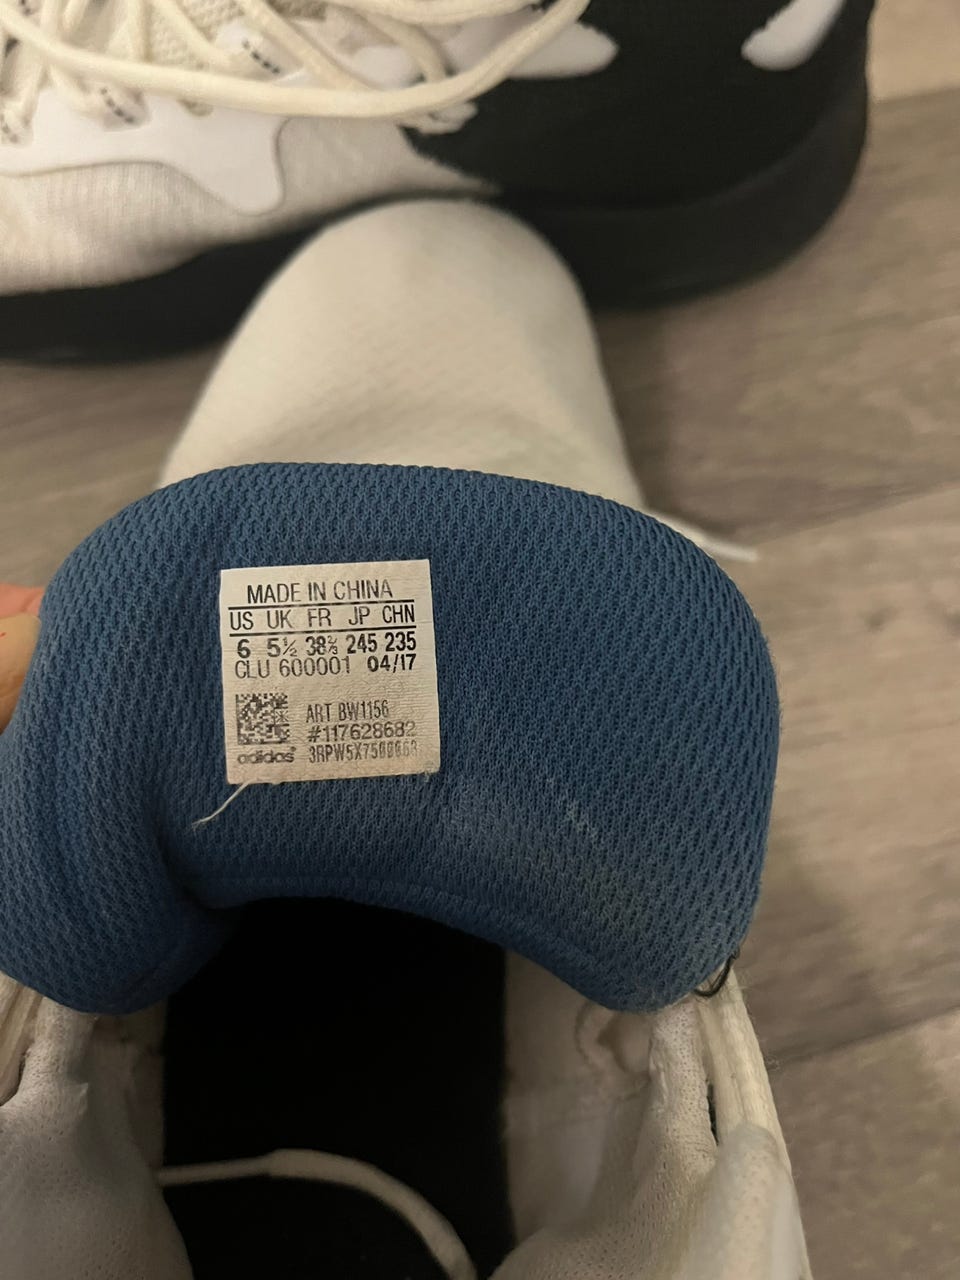 MADE IN CHINA
US UK FR JP CHN
6 5½ 38⅔ 245 235
CLU 600001 04/17
ART BW1156
#117628682
adidas